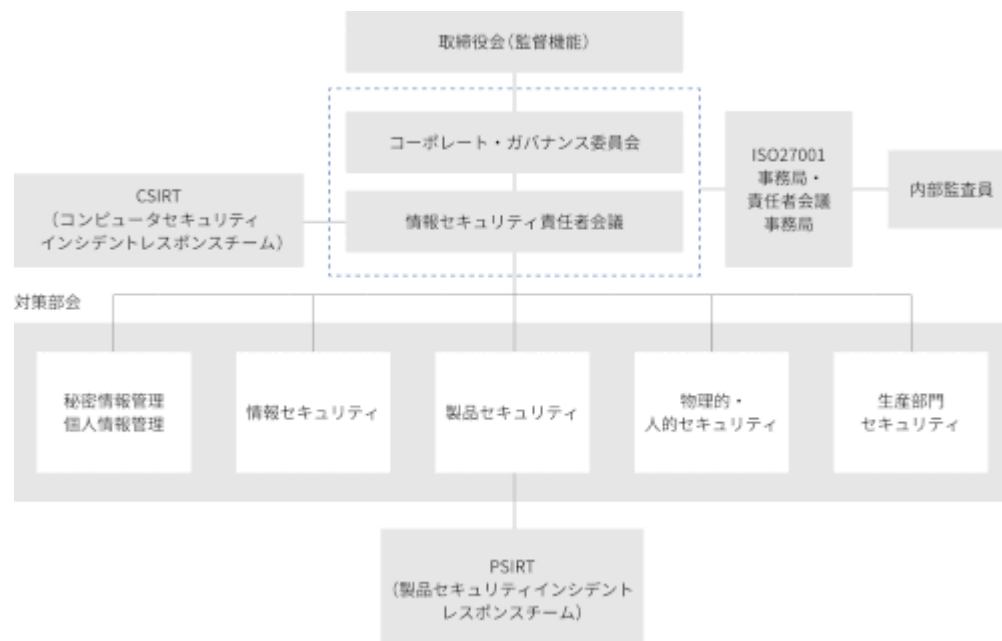 取締役会(監督機能)
コーポレート・ガバナンス委員会
情報セキュリティ責任者会議
CSIRT
(コンピュータセキュリティ
インシデントレスポンスチーム)
ISO27001
事務局・
責任者会議
事務局
内部監査員
対策部会
秘密情報管理
個人情報管理
情報セキュリティ
製品セキュリティ
物理的・
人的セキュリティ
生産部門
セキュリティ
PSIRT
(製品セキュリティインシデント
レスポンスチーム)